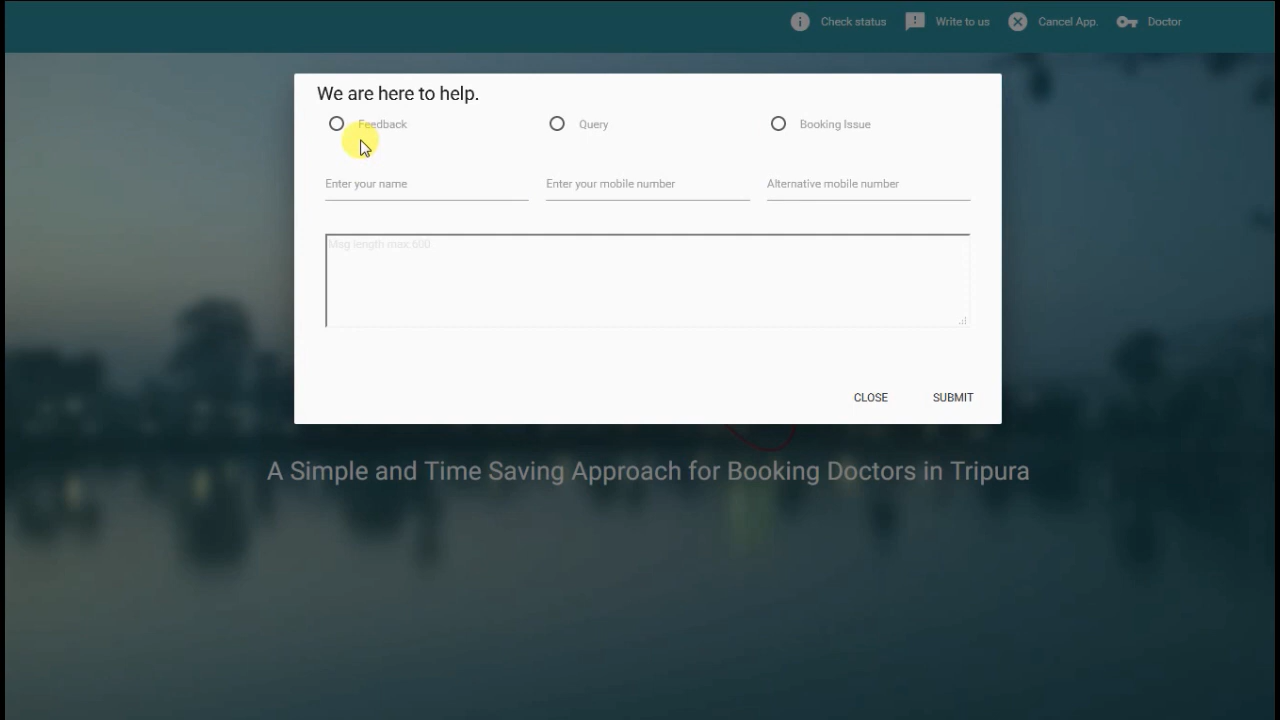 Check status Write to us Cancel App. Doctor
We are here to help.
Feedback Query Booking Issue
Enter your name Enter your mobile number Alternative mobile number
Msg length max 600
CLOSE SUBMIT
A Simple and Time Saving Approach for Booking Doctors in Tripura